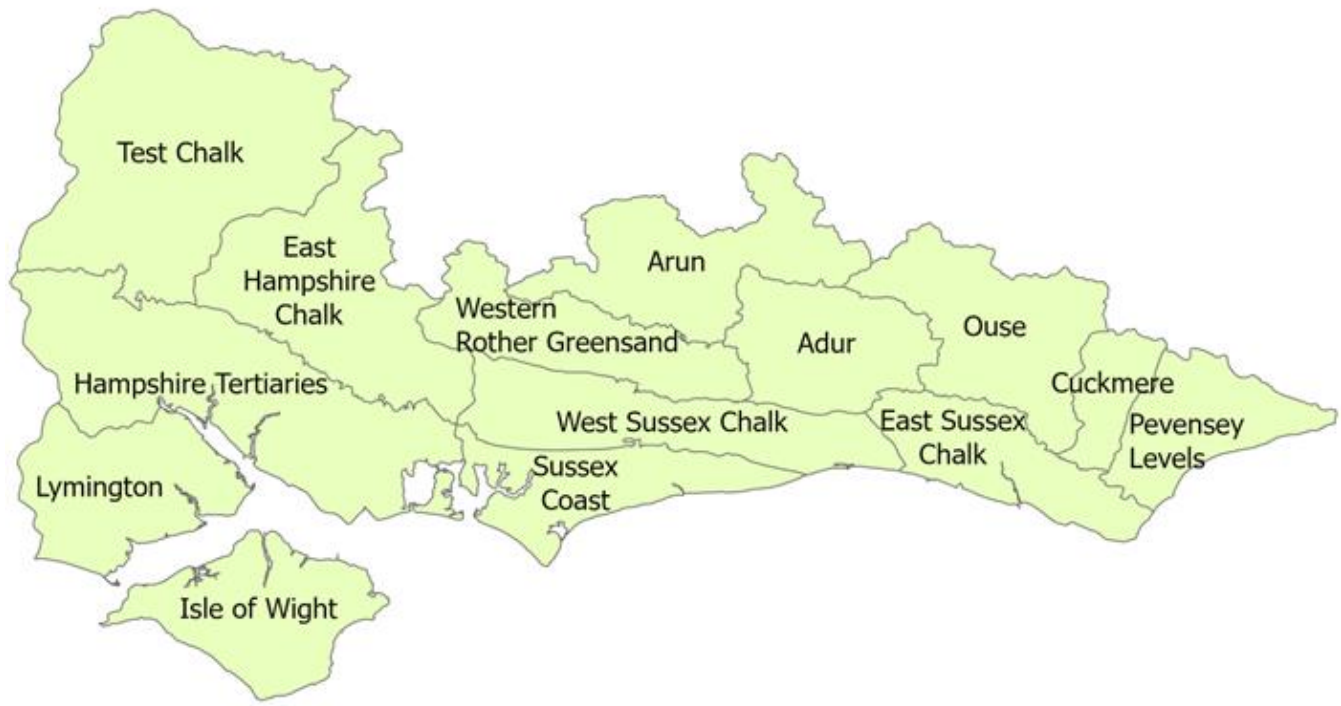 Test Chalk
East
Hampshire
Chalk
Arun
Western
Rother Greensand
Adur
Ouse
Hampshire Tertiaries
Cuckmere
West Sussex Chalk
East Sussex
Chalk
Pevensey
Levels
Lymington
Sussex
Coast
Isle of Wight